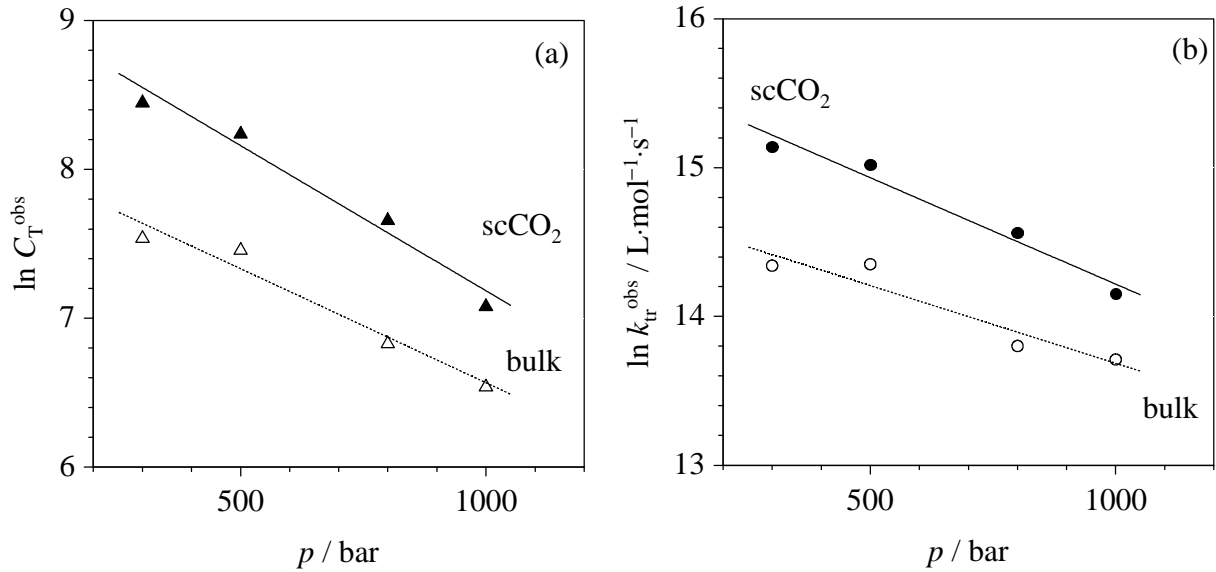 (a)
9
8
7
6
500
1000
scCO₂
bulk
ln C_T^obs
p / bar
(b)
16
15
14
13
500
1000
scCO₂
bulk
ln k_tr^obs / L·mol⁻¹·s⁻¹
p / bar